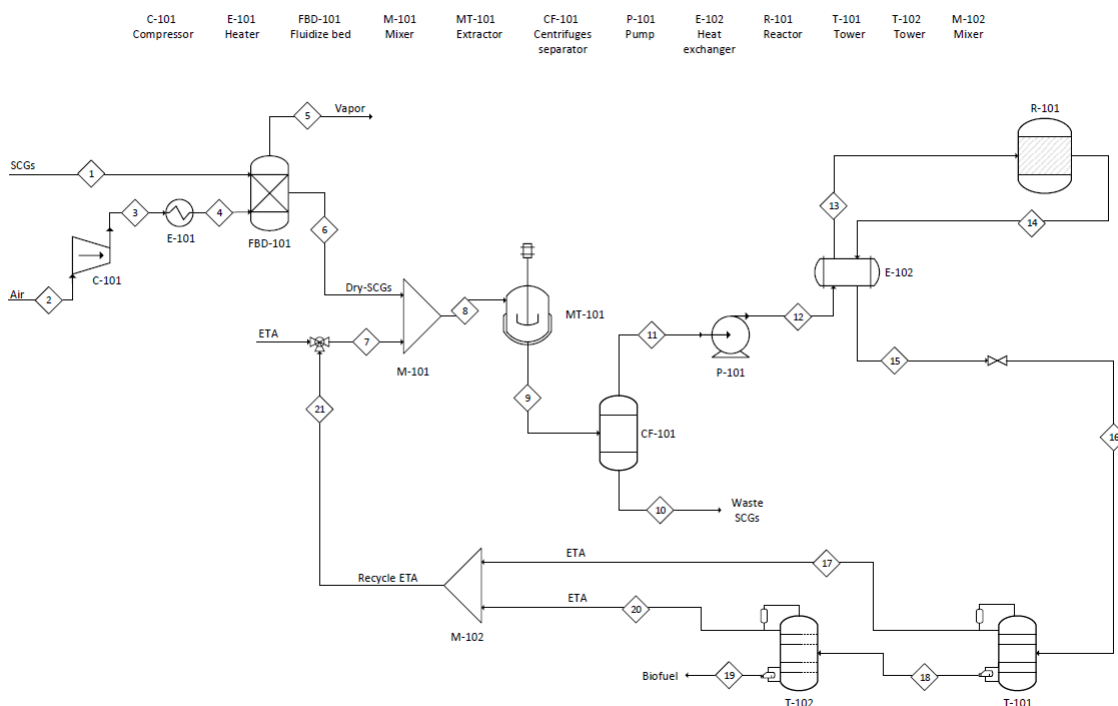 C-101 E-101 FBD-101 M-101 MT-101 CF-101 P-101 E-102 R-101 T-101 T-102 M-102
Compressor Heater Fluidize bed Mixer Extractor Centrifuges Pump Heat Reactor Tower Tower Mixer
separator exchanger
R-101
5 Vapor
SCGs
1
13
3 4
6
14
E-101 FBD-101
E-102
C-101
Air 2
Dry-SCGs
8
MT-101
12
ETA
7
11
15
M-101
P-101
9
21
16
CF-101
10 Waste
SCGs
ETA 17
Recycle ETA
ETA 20
M-102
Biofuel 19 18
T-102 T-101